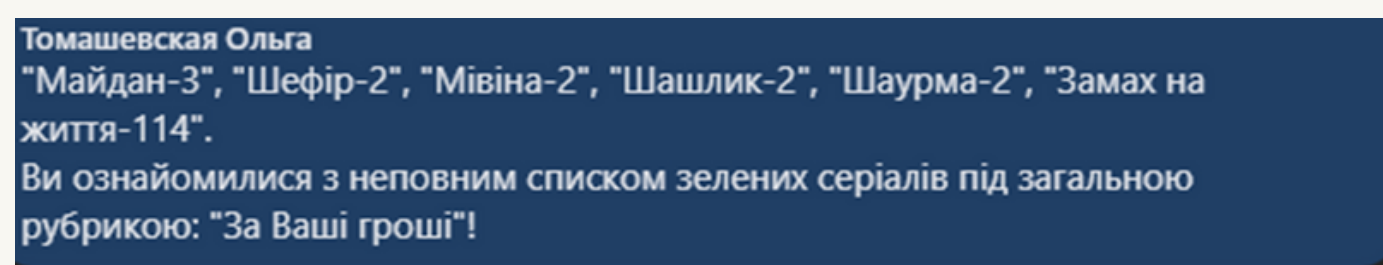 Томашевская Ольга
"Майдан-3", "Шефір-2", "Мівіна-2", "Шашлик-2", "Шаурма-2", "Замах на
життя-114".
Ви ознайомилися з неповним списком зелених серіалів під загальною
рубрикою: "За Ваші гроші"!